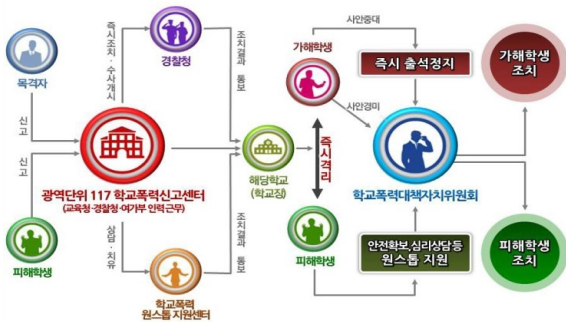 목격자
신고
신고
피해학생
광역단위 117 학교폭력신고센터
(교육청·경찰청·여가부 인력 근무)
즉시조치·수사개시
경찰청
조치결과 통보
상담·치유
학교폭력
원스톱 지원센터
조치결과 통보
해당학교
(학교장)
가해학생
즉시격리
피해학생
사안중대
사안경미
즉시 출석정지
학교폭력대책자치위원회
안전확보,심리상담등
원스톱 지원
가해학생
조치
피해학생
조치